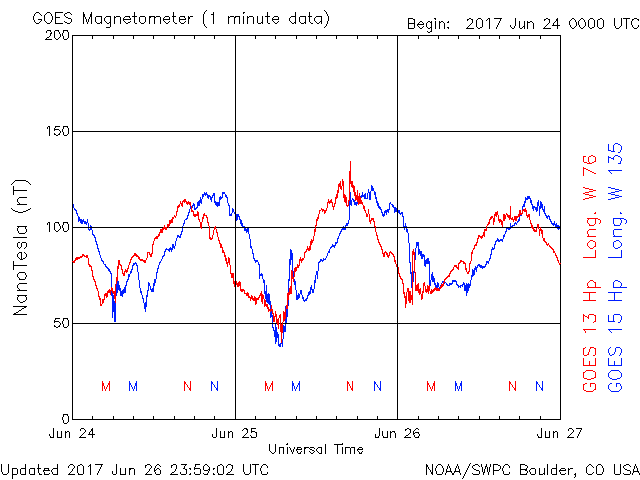 GOES Magnetometer (1 minute data)
Begin: 2017 Jun 24 0000 UTC
200
150
100
50
0
NanoTesla (nT)
M M N N M M N N M M N N
Jun 24 Jun 25 Jun 26 Jun 27
Universal Time
GOES 13 Hp Long. W 76
GOES 15 Hp Long. W 135
Updated 2017 Jun 26 23:59:02 UTC
NOAA/SWPC Boulder, CO USA